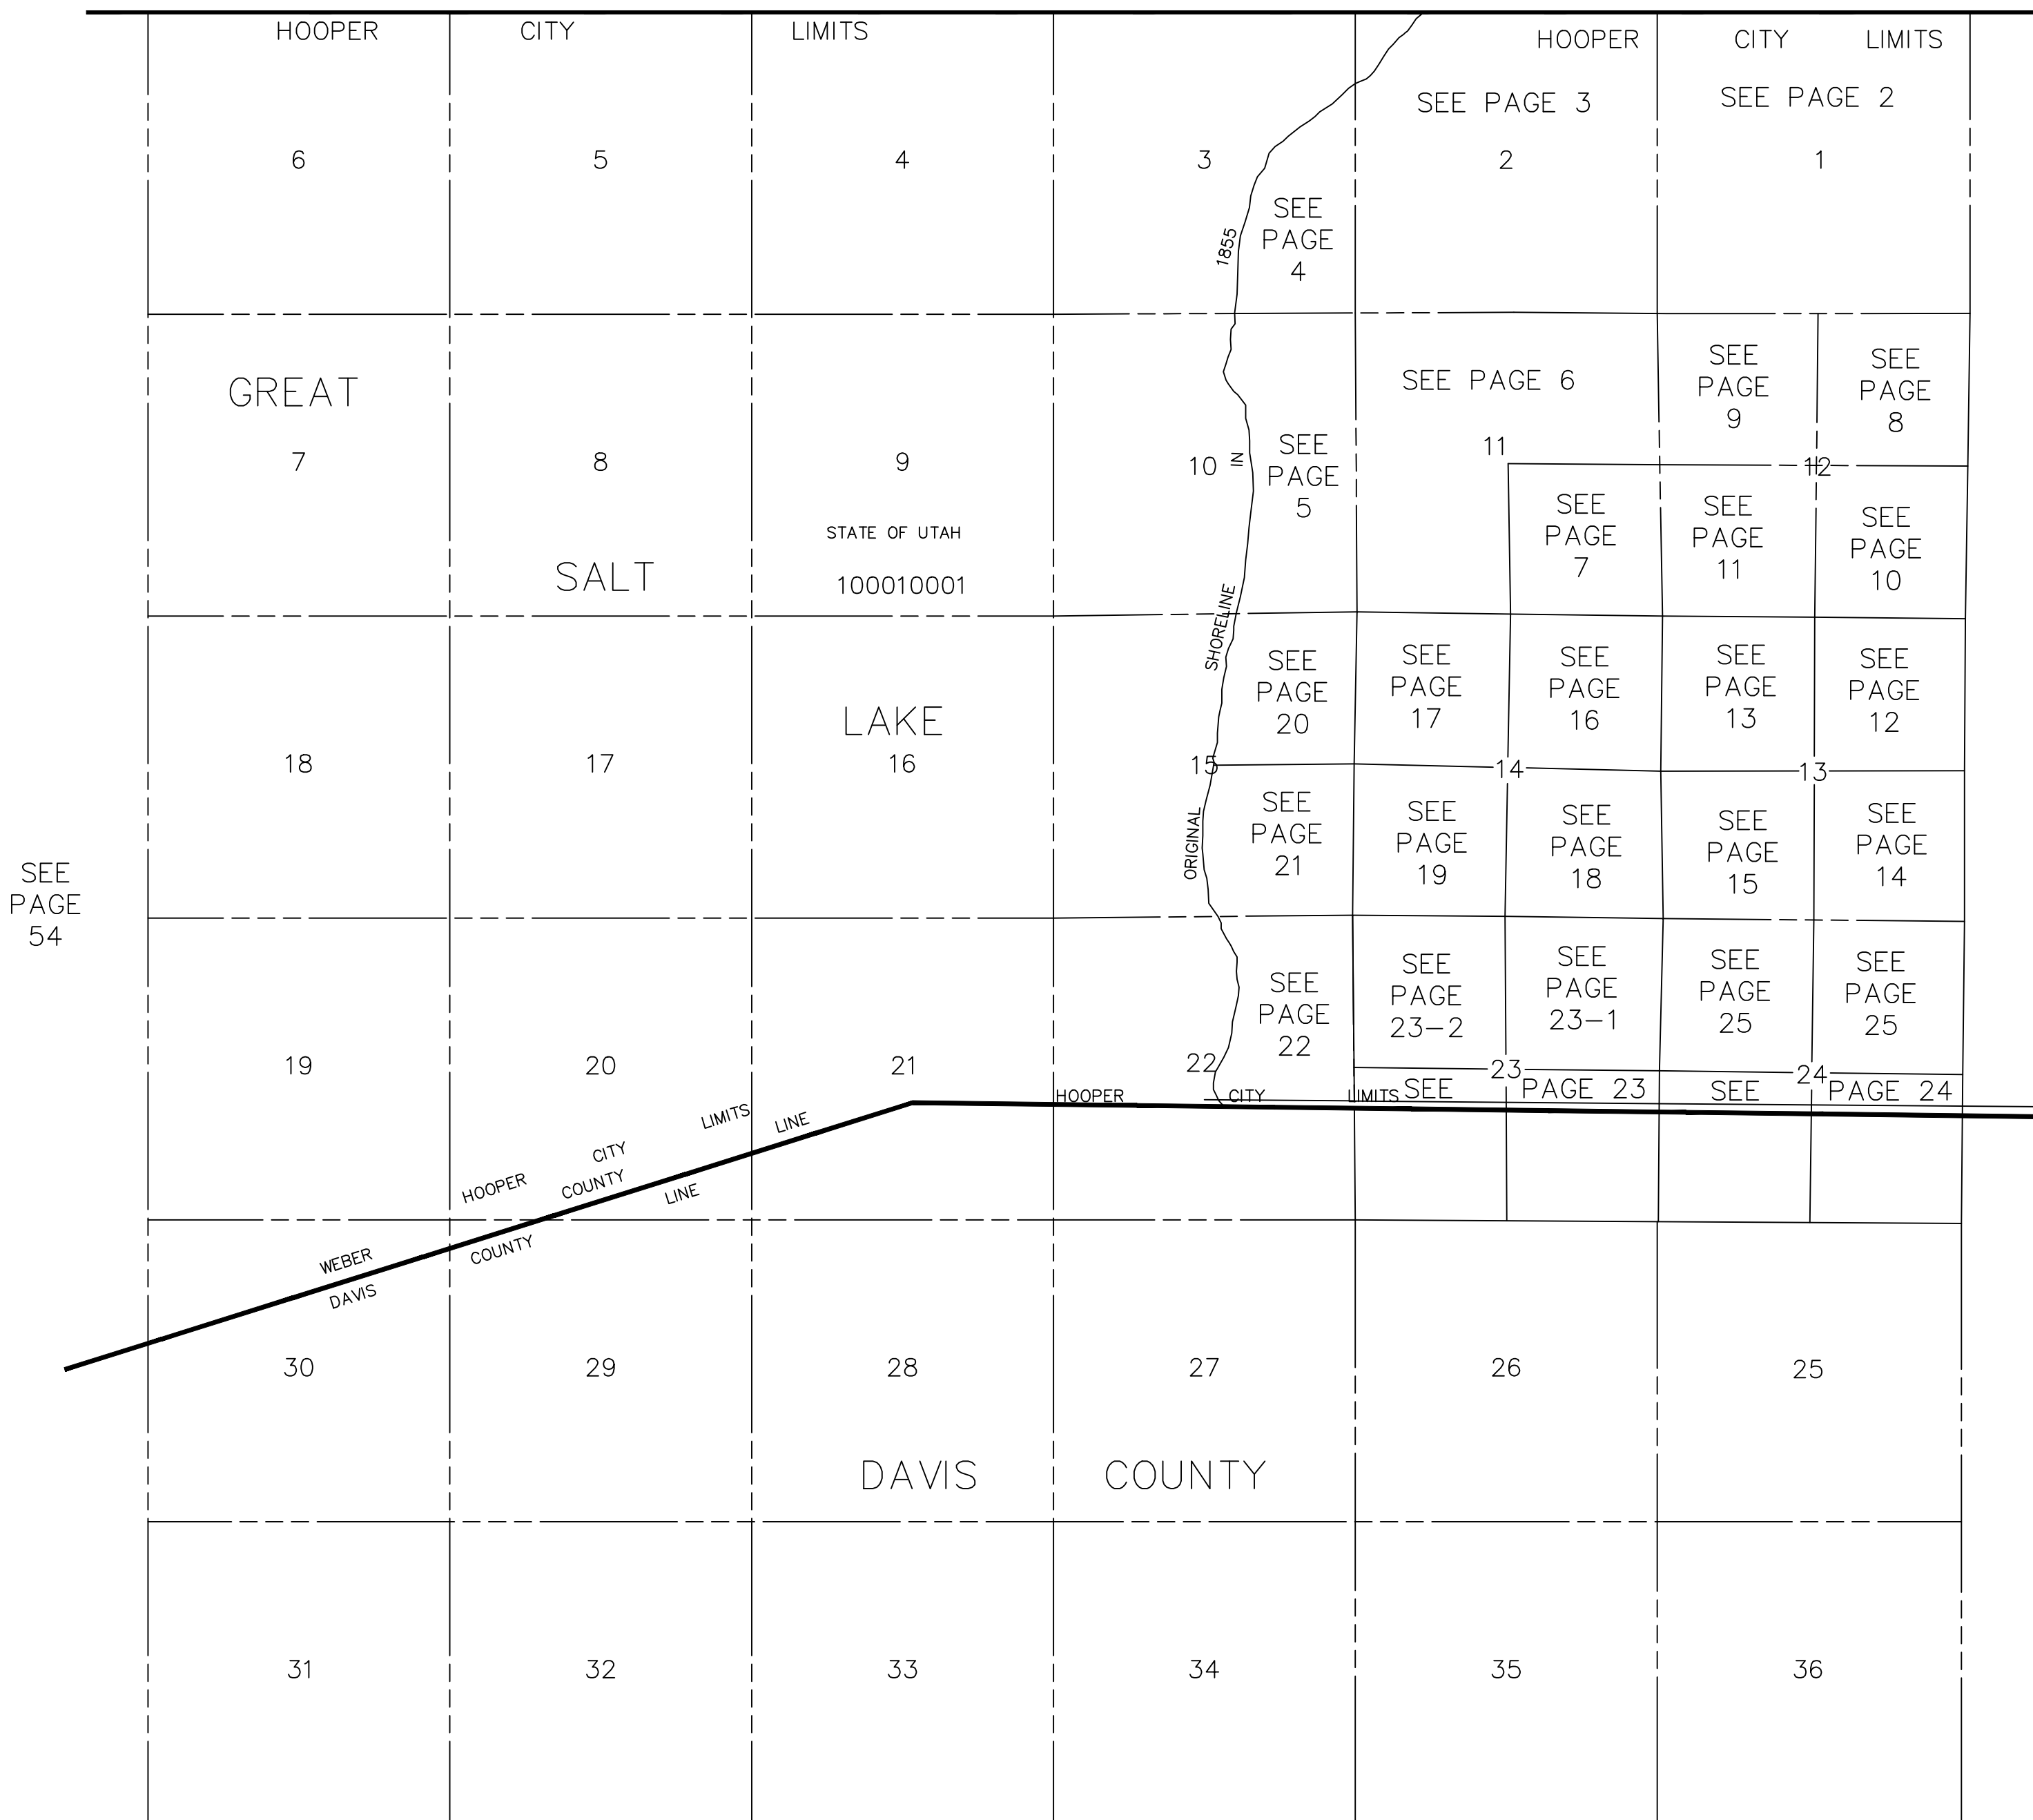 HOOPER CITY LIMITS
HOOPER CITY LIMITS
SEE PAGE 3
SEE PAGE 2
6
5
4
3
2
1
SEE
PAGE
4
1855
GREAT
SEE PAGE 6
SEE
PAGE
9
SEE
PAGE
8
7
8
9
10
IN
SEE
PAGE
5
11
12
STATE OF UTAH
100010001
SALT
SEE
PAGE
7
SEE
PAGE
11
SEE
PAGE
10
SHORELINE
SEE
PAGE
20
SEE
PAGE
17
SEE
PAGE
16
SEE
PAGE
13
SEE
PAGE
12
LAKE
18
17
16
15
14
13
ORIGINAL
SEE
PAGE
21
SEE
PAGE
19
SEE
PAGE
18
SEE
PAGE
15
SEE
PAGE
14
SEE
PAGE
54
SEE
PAGE
22
SEE
PAGE
23-2
SEE
PAGE
23-1
SEE
PAGE
25
SEE
PAGE
25
19
20
21
22
23
24
SEE PAGE 23
SEE PAGE 24
HOOPER CITY LIMITS
HOOPER CITY LIMITS LINE
WEBER COUNTY LINE
DAVIS COUNTY
30
29
28
27
26
25
DAVIS COUNTY
31
32
33
34
35
36